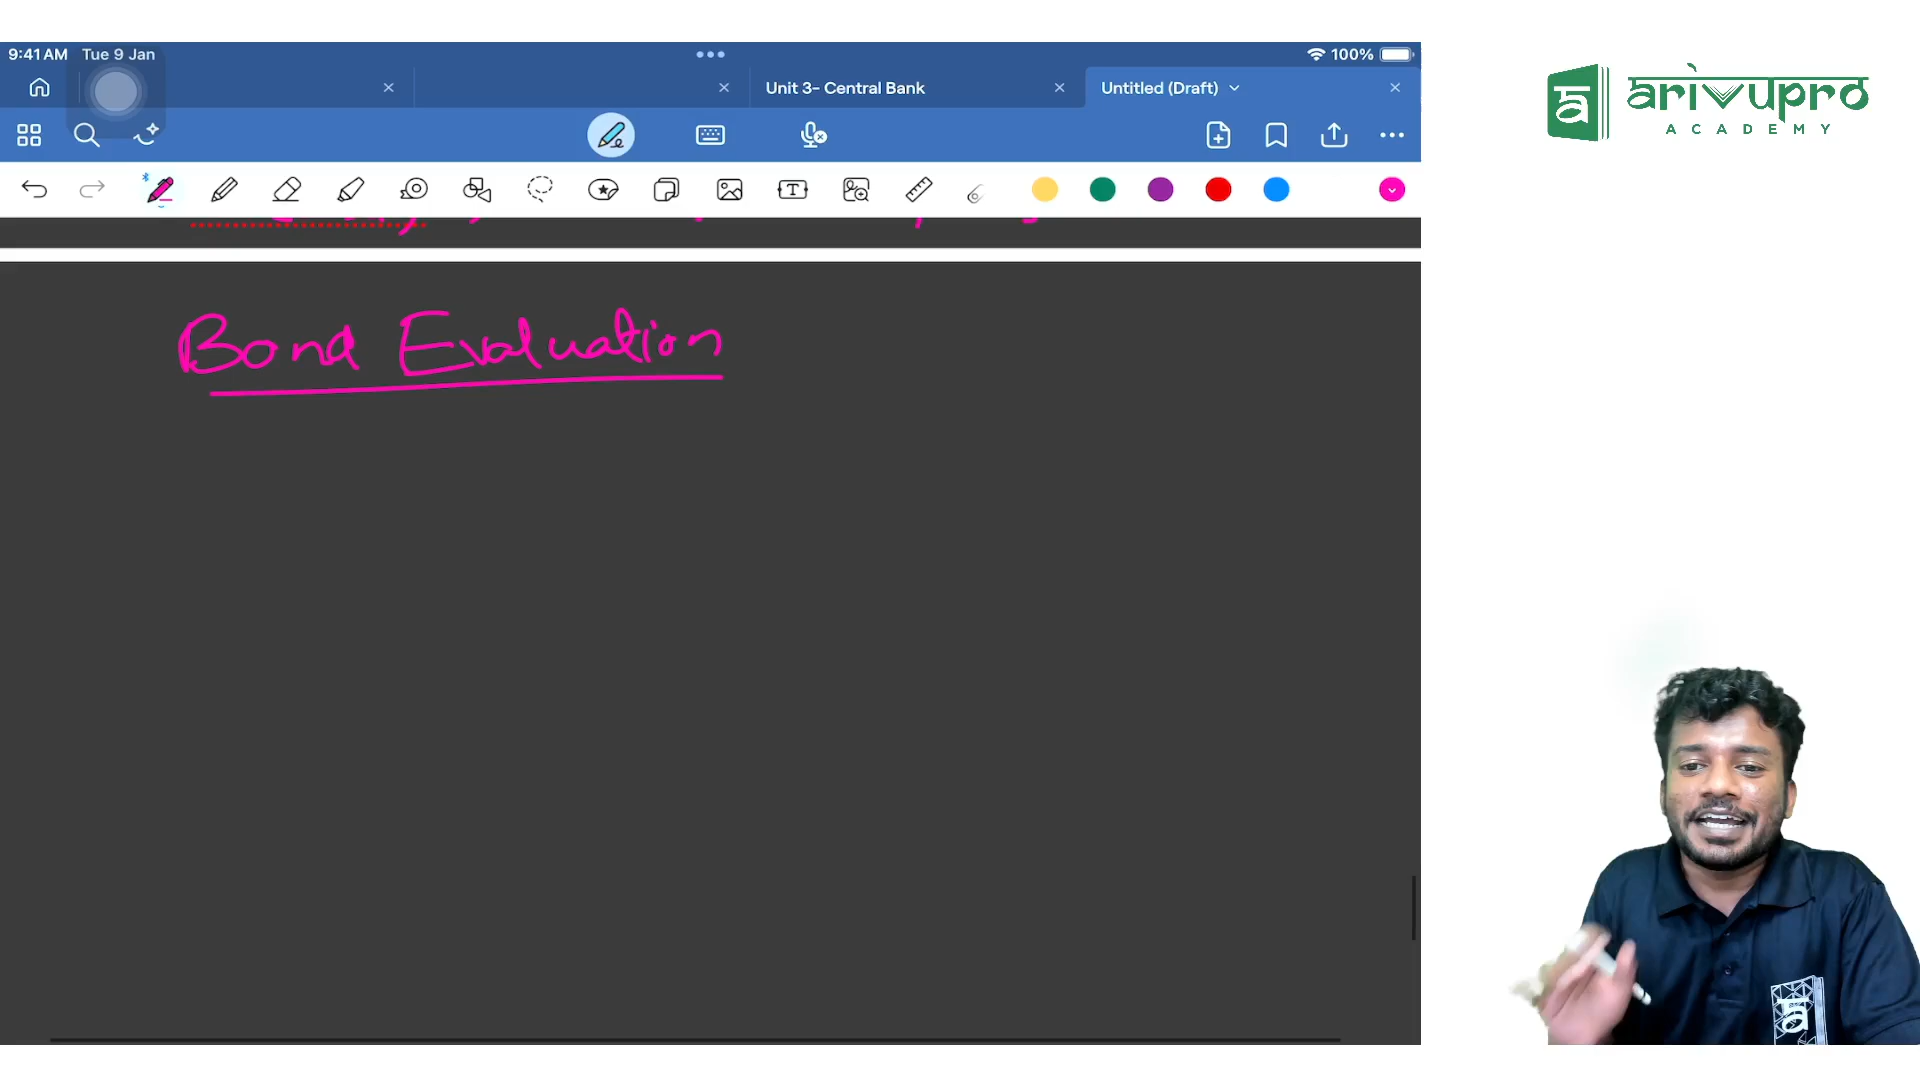 9:41 AM Tue 9 Jan
100%
Unit 3- Central Bank
Untitled (Draft)
arivupro
ACADEMY
Bond Evaluation